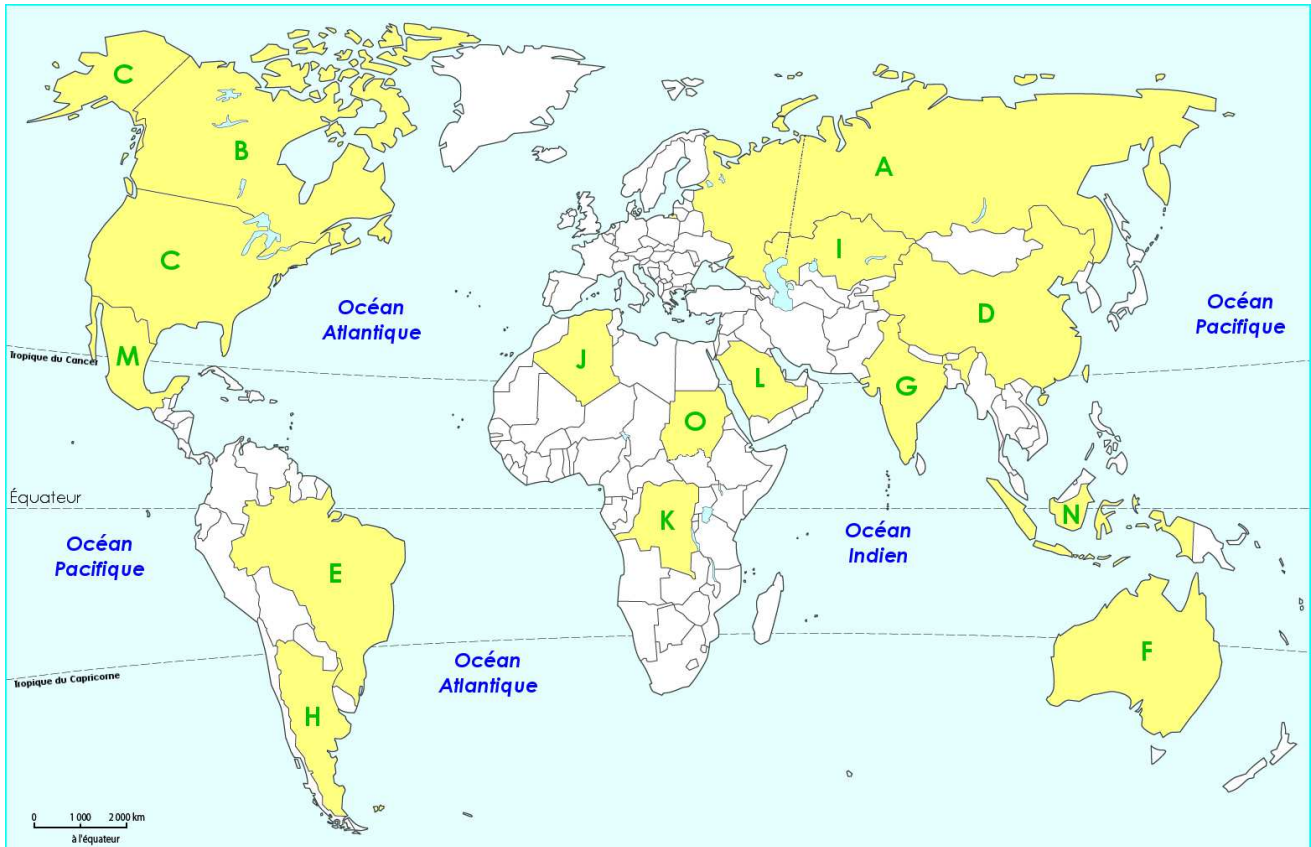 C
B
A
C
I
Océan
Atlantique
Océan
Pacifique
D
Tropique du Cancer
M
J
L
G
O
Équateur
K
N
Océan
Pacifique
Océan
Indien
E
F
Océan
Atlantique
Tropique du Capricorne
H
0 1 000 2 000 km
à l'équateur